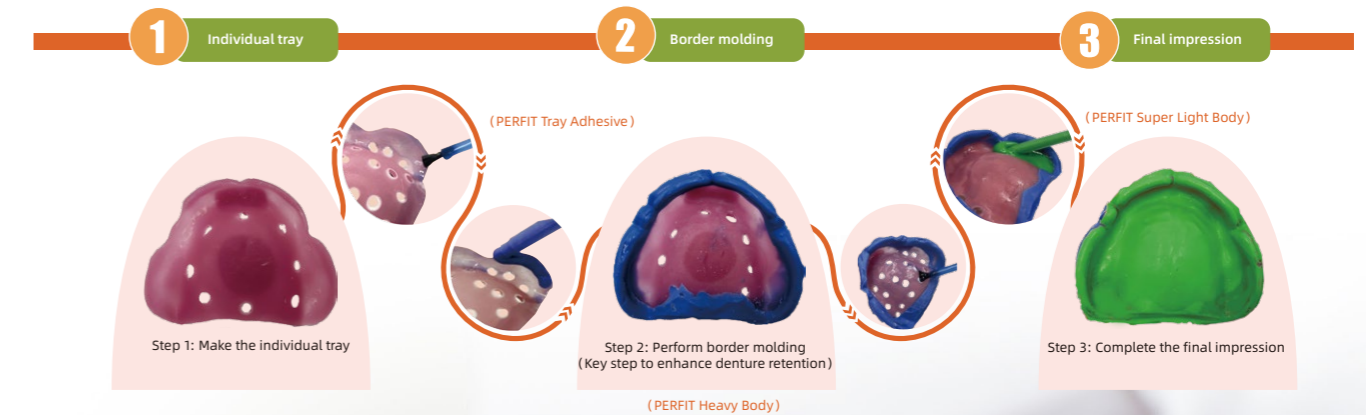 1 Individual tray
2 Border molding
3 Final impression
(PERFIT Tray Adhesive)
(PERFIT Super Light Body)
Step 1: Make the individual tray
Step 2: Perform border molding
(Key step to enhance denture retention)
Step 3: Complete the final impression
(PERFIT Heavy Body)